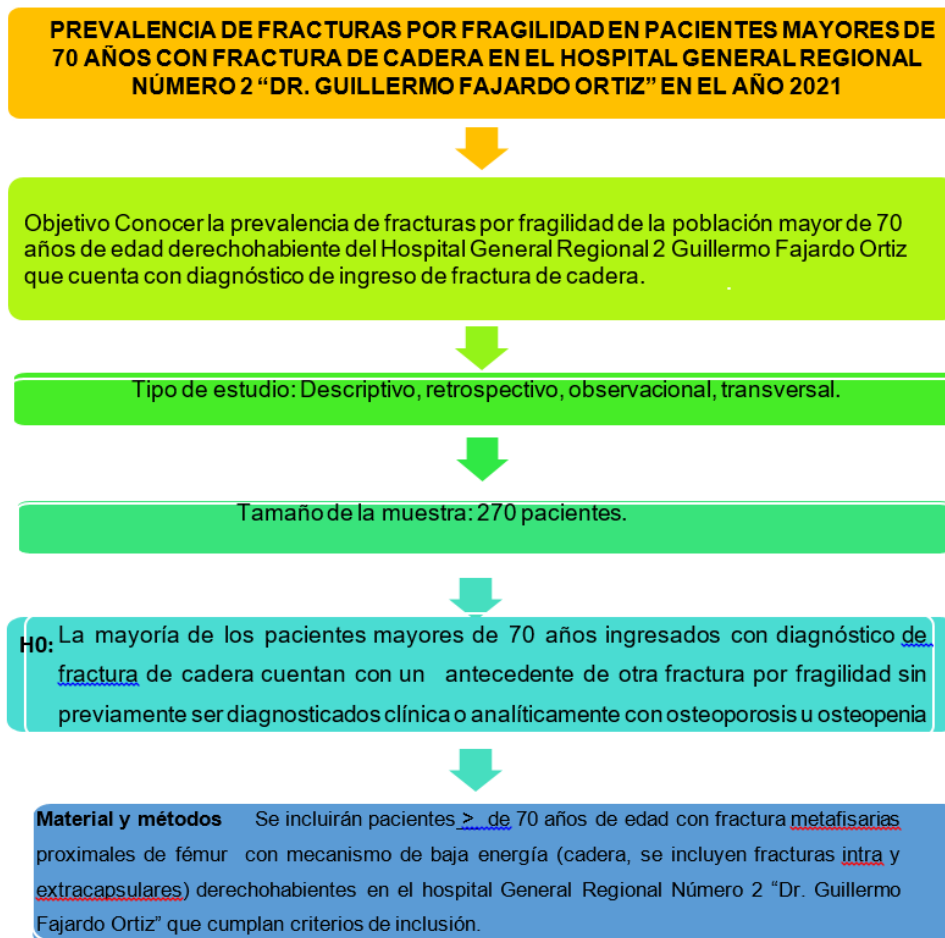 PREVALENCIA DE FRACTURAS POR FRAGILIDAD EN PACIENTES MAYORES DE
70 AÑOS CON FRACTURA DE CADERA EN EL HOSPITAL GENERAL REGIONAL
NÚMERO 2 “DR. GUILLERMO FAJARDO ORTIZ” EN EL AÑO 2021
Objetivo Conocer la prevalencia de fracturas por fragilidad de la población mayor de 70
años de edad derechohabiente del Hospital General Regional 2 Guillermo Fajardo Ortiz
que cuenta con diagnóstico de ingreso de fractura de cadera.
Tipo de estudio: Descriptivo, retrospectivo, observacional, transversal.
Tamaño de la muestra: 270 pacientes.
H0: La mayoría de los pacientes mayores de 70 años ingresados con diagnóstico de
fractura de cadera cuentan con un antecedente de otra fractura por fragilidad sin
previamente ser diagnosticados clínica o analíticamente con osteoporosis u osteopenia
Material y métodos Se incluirán pacientes > de 70 años de edad con fractura metafisarias
proximales de fémur con mecanismo de baja energía (cadera, se incluyen fracturas intra y
extracapsulares) derechohabientes en el hospital General Regional Número 2 “Dr. Guillermo
Fajardo Ortiz” que cumplan criterios de inclusión.